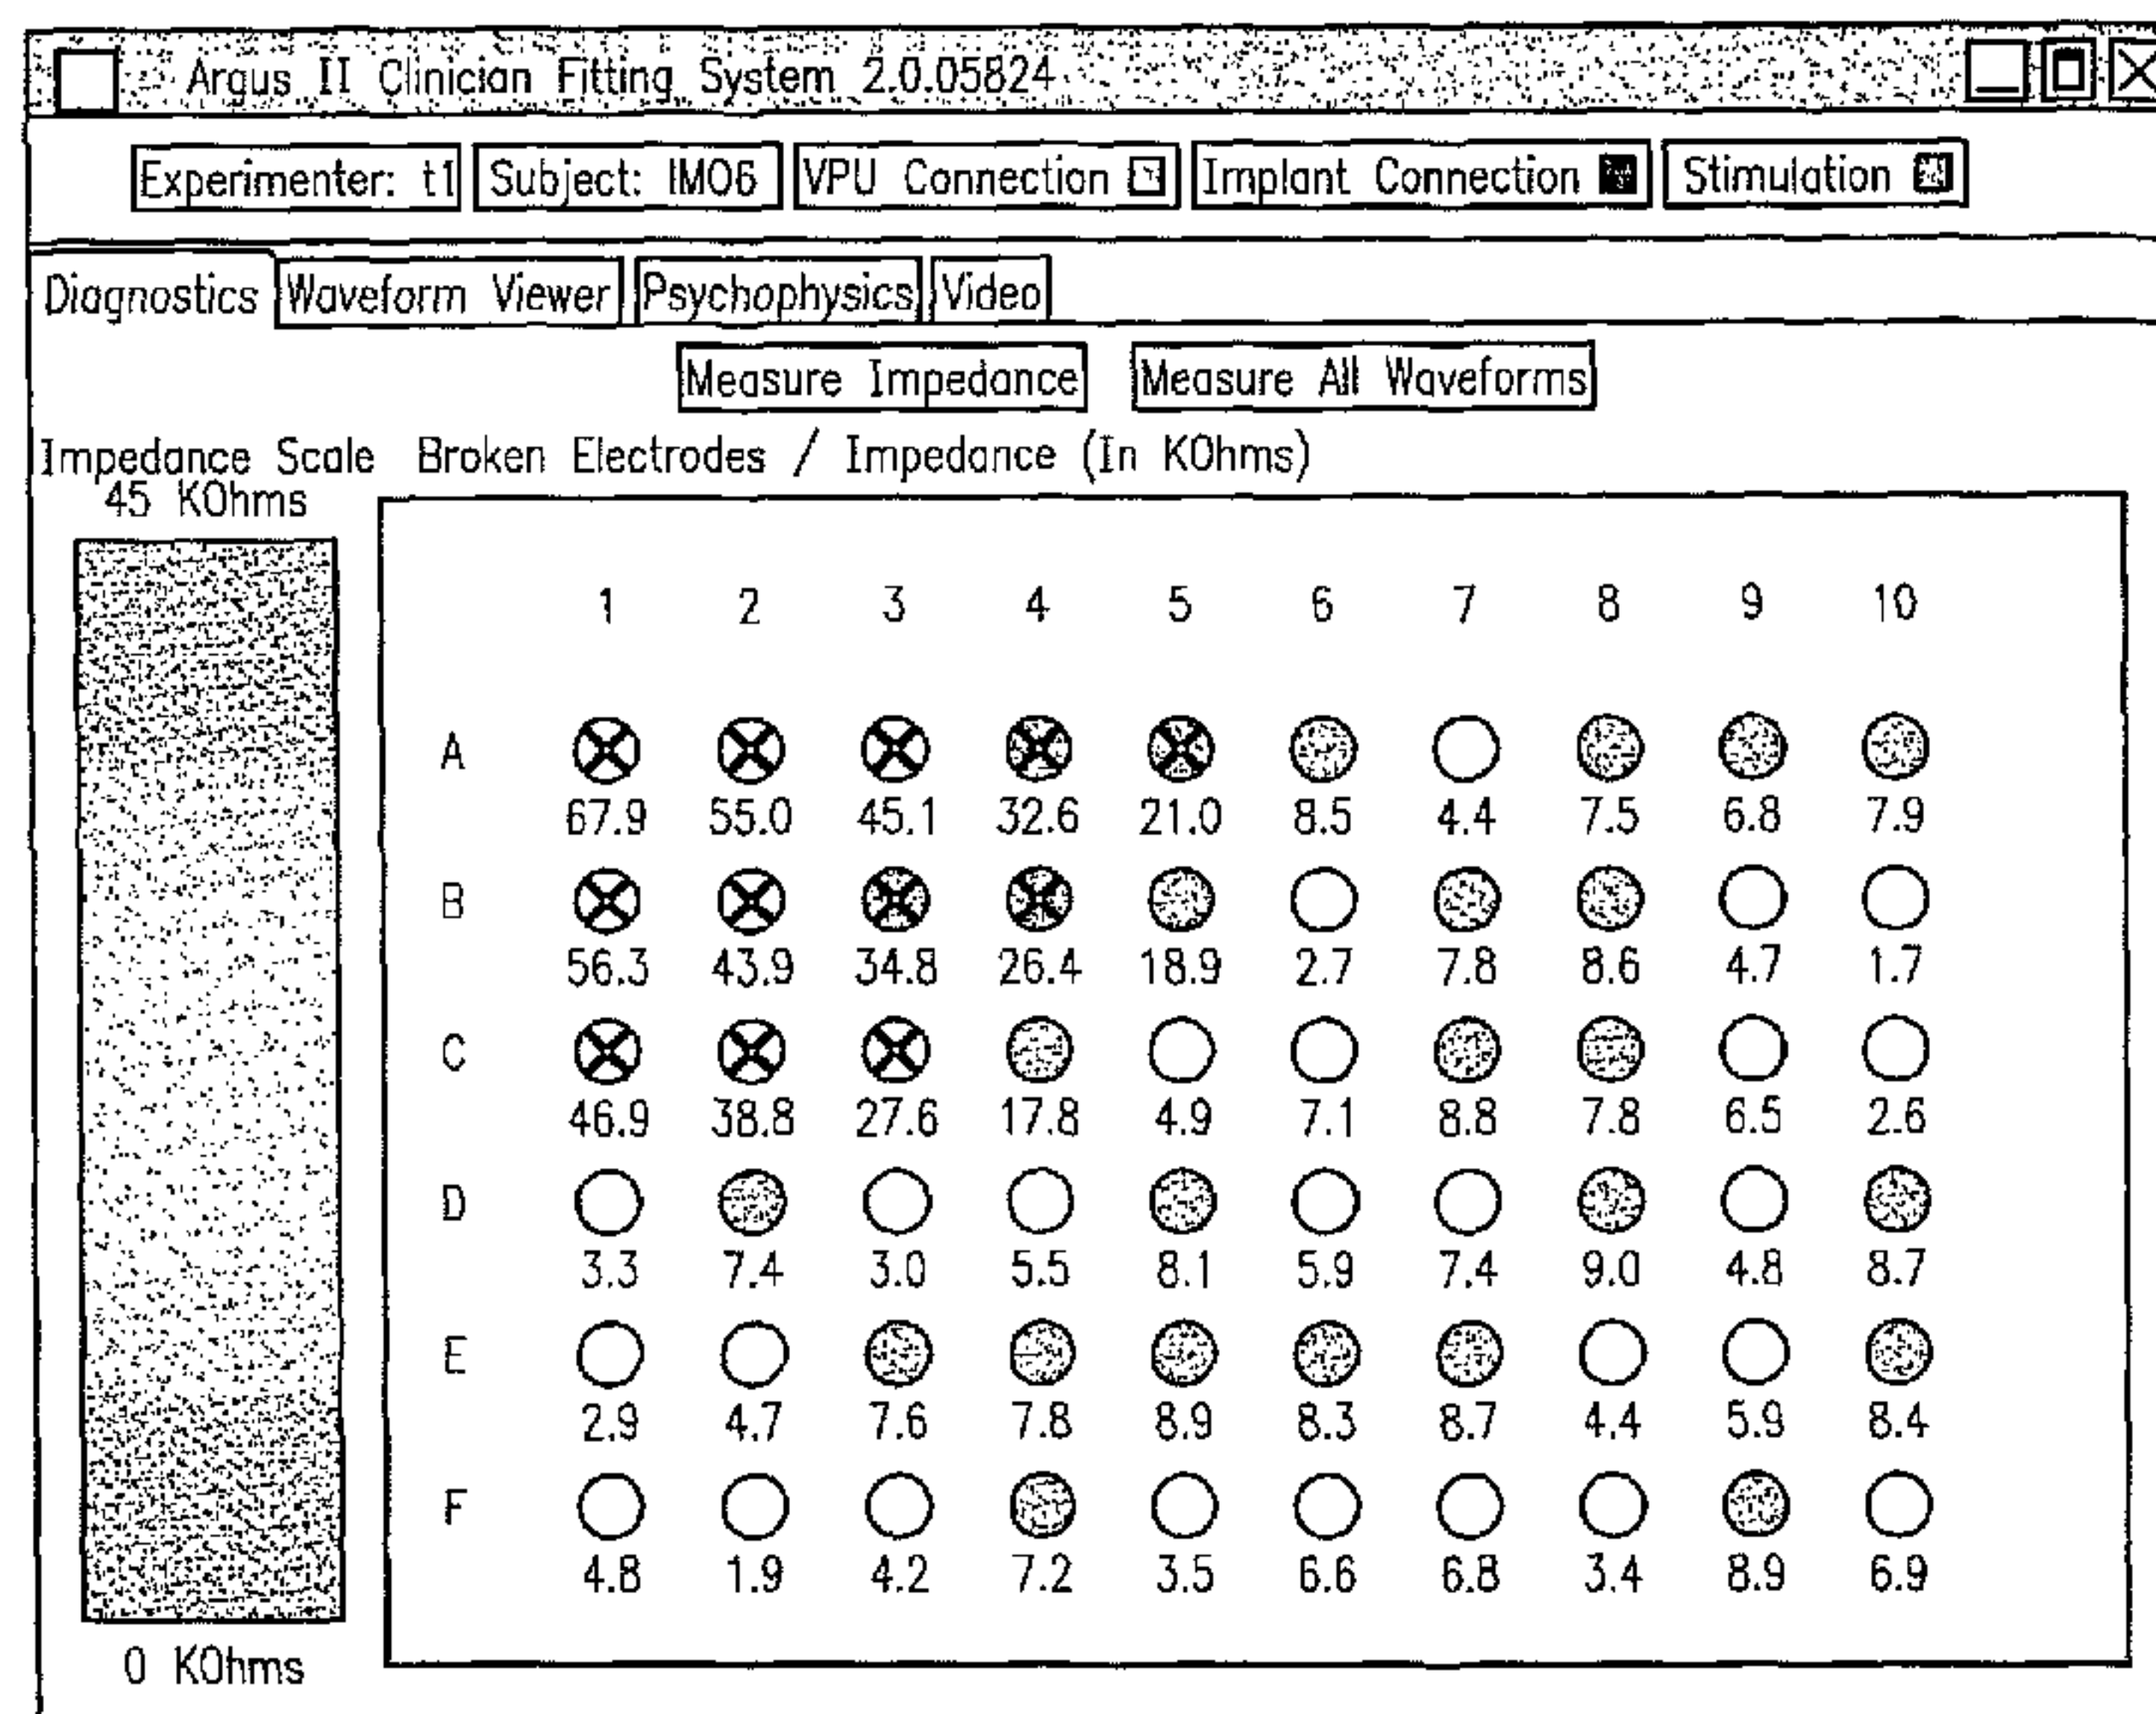 Argus II Clinician Fitting System 2.0.05824
Experimenter: t1 Subject: IMO6 VPU Connection Implant Connection Stimulation
Diagnostics Waveform Viewer Psychophysics Video
Measure Impedance Measure All Waveforms
Impedance Scale Broken Electrodes / Impedance (In KOhms)
45 KOhms
1 2 3 4 5 6 7 8 9 10
A
67.9 55.0 45.1 32.6 21.0 8.5 4.4 7.5 6.8 7.9
B
56.3 43.9 34.8 26.4 18.9 2.7 7.8 8.6 4.7 1.7
C
46.9 38.8 27.6 17.8 4.9 7.1 8.8 7.8 6.5 2.6
D
3.3 7.4 3.0 5.5 8.1 5.9 7.4 9.0 4.8 8.7
E
2.9 4.7 7.6 7.8 8.9 8.3 8.7 4.4 5.9 8.4
F
4.8 1.9 4.2 7.2 3.5 6.6 6.8 3.4 8.9 6.9
0 KOhms